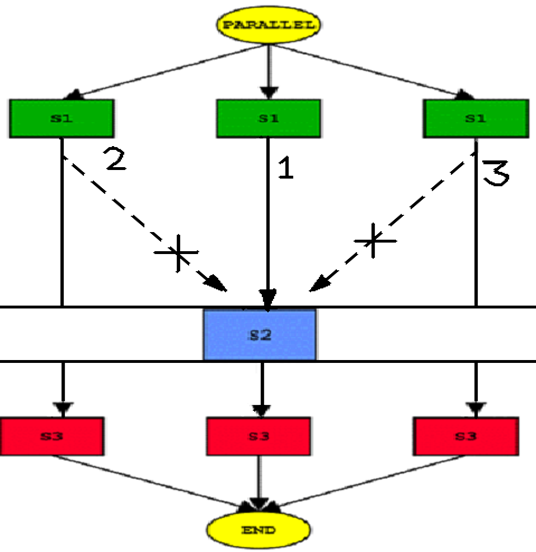 PARALLEL
S1 S1 S1
2 1 3
S2
S3 S3 S3
END